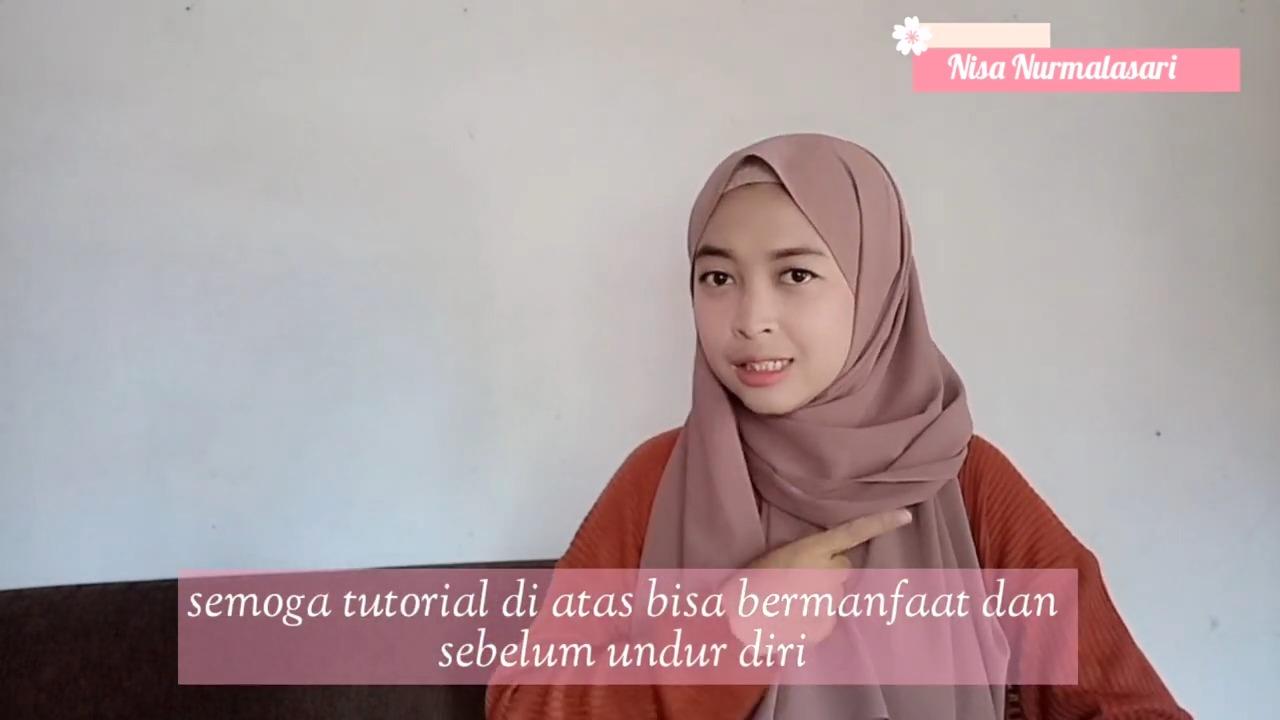 Nisa Nurmalasari
semoga tutorial di atas bisa bermanfaat dan
sebelum undur diri